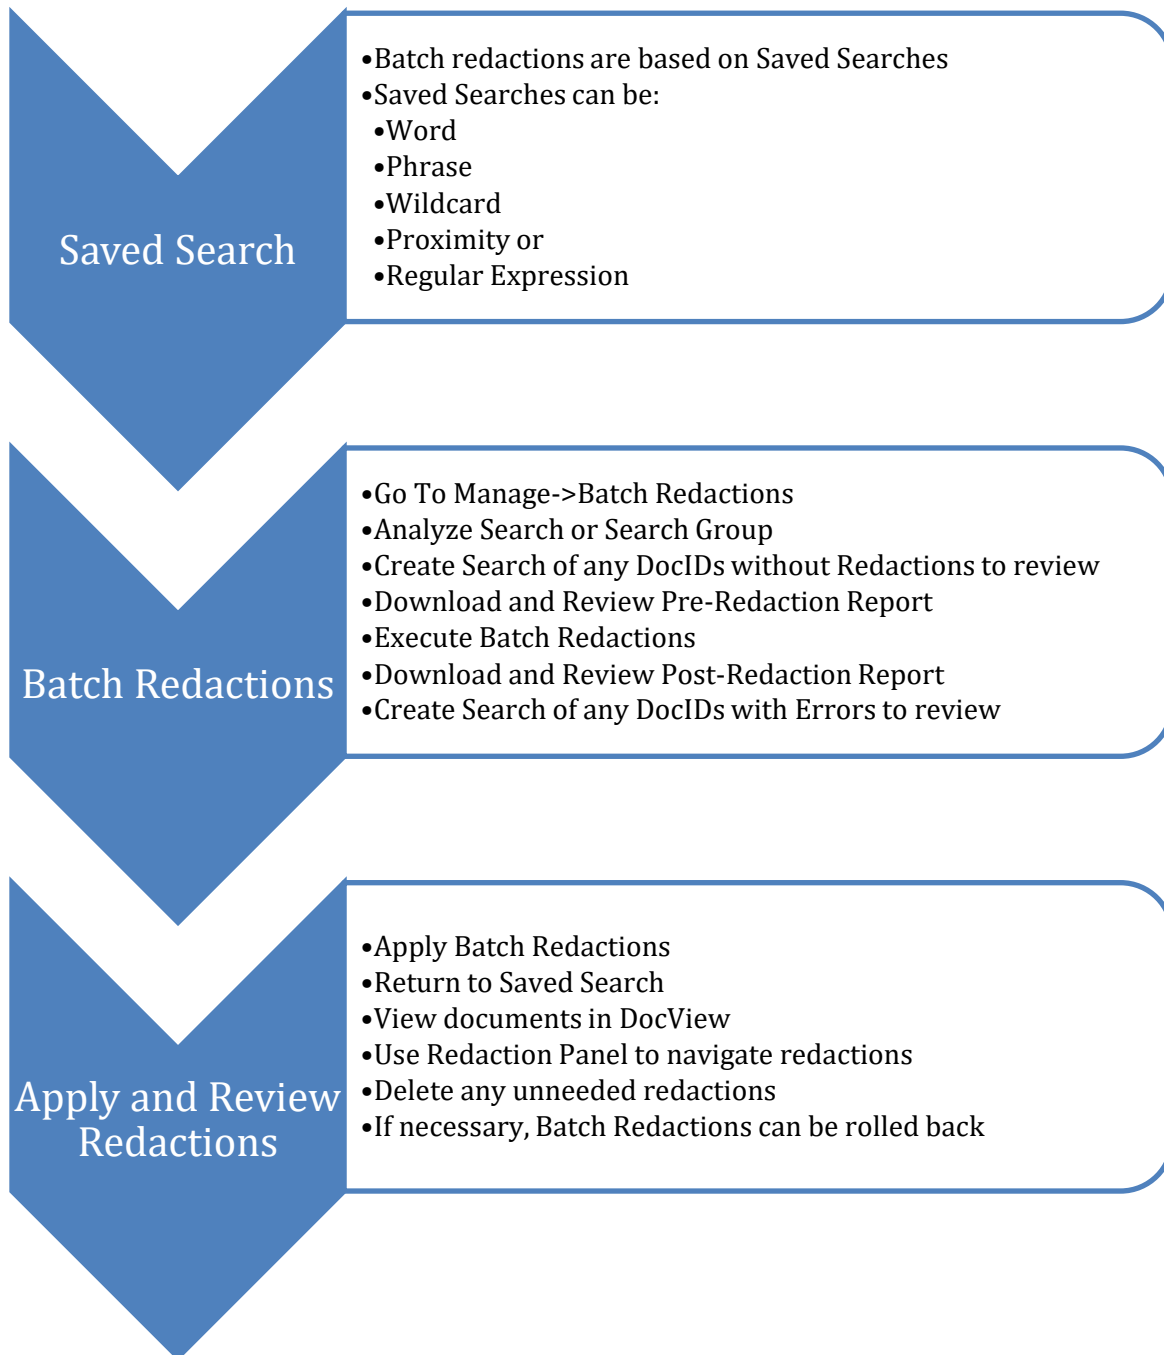 Saved Search
•Batch redactions are based on Saved Searches
•Saved Searches can be:
•Word
•Phrase
•Wildcard
•Proximity or
•Regular Expression
Batch Redactions
•Go To Manage->Batch Redactions
•Analyze Search or Search Group
•Create Search of any DocIDs without Redactions to review
•Download and Review Pre-Redaction Report
•Execute Batch Redactions
•Download and Review Post-Redaction Report
•Create Search of any DocIDs with Errors to review
Apply and Review
Redactions
•Apply Batch Redactions
•Return to Saved Search
•View documents in DocView
•Use Redaction Panel to navigate redactions
•Delete any unneeded redactions
•If necessary, Batch Redactions can be rolled back